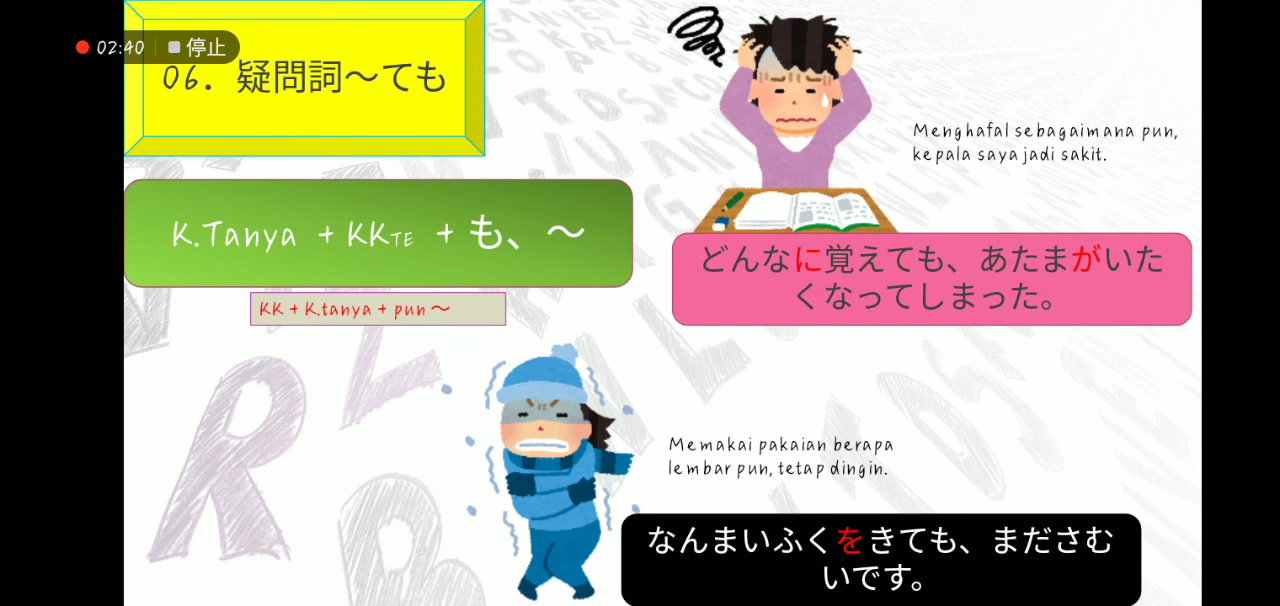 02:40 停止
06. 疑問詞～ても
K.Tanya + KKTE + も、～
KK + K.tanya + pun ～
Menghafal sebagaimana pun,
kepala saya jadi sakit.
どんなに覚えても、あたまがいた
くなってしまった。
Memakai pakaian berapa
lembar pun, tetap dingin.
なんまいふくをきても、まださむ
いです。